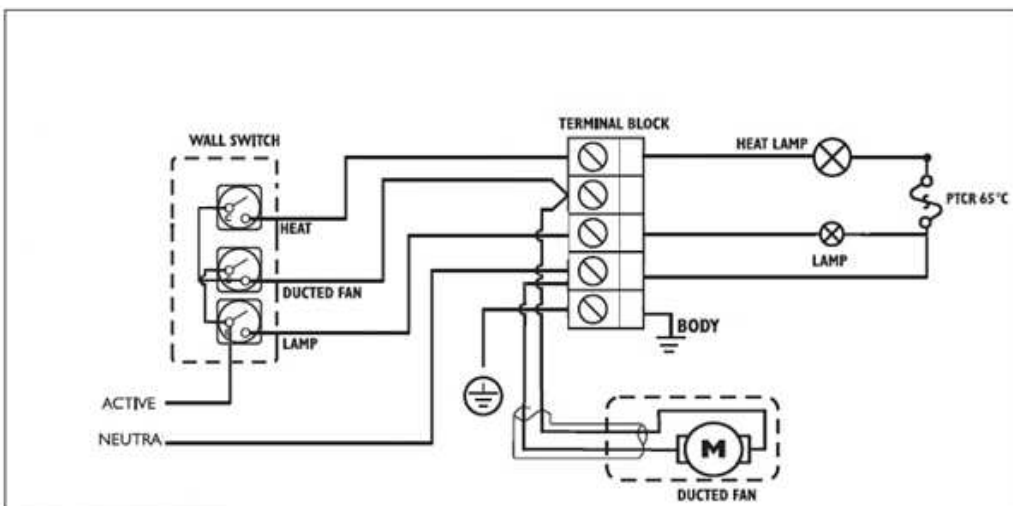 TERMINAL BLOCK
WALL SWITCH
HEAT LAMP
PTCR 65°C
HEAT
LAMP
DUCTED FAN
BODY
LAMP
ACTIVE
NEUTRA
M
DUCTED FAN